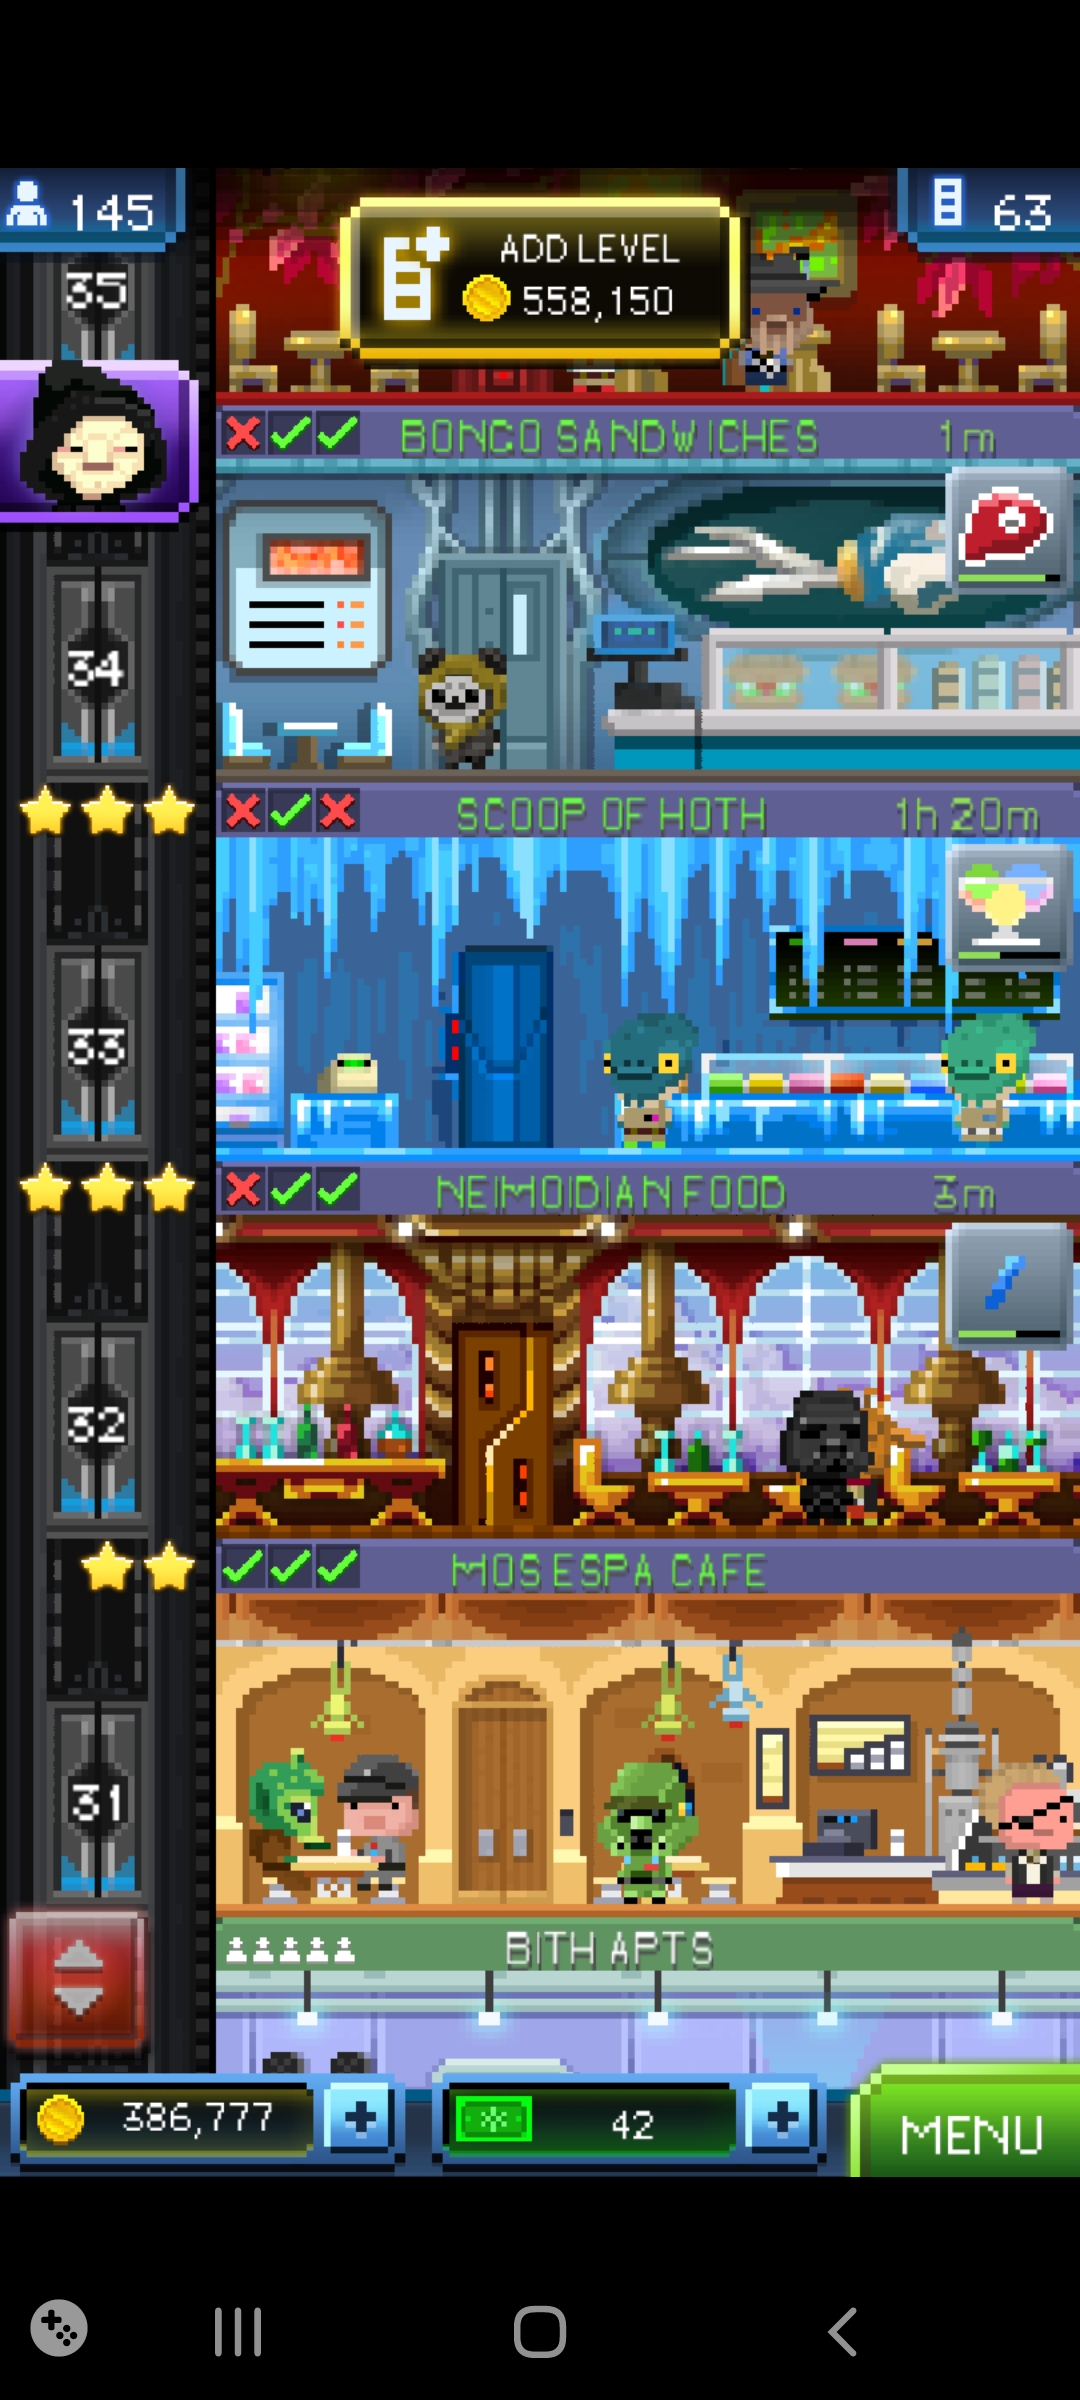 145
ADD LEVEL
558,150
63
35
BONGO SANDWICHES 1m
34
SCOOP OF HOTH 1h 20m
33
NEIMOIDIAN FOOD 3m
32
MOS ESPA CAFE
31
BITH APTS
386,777
42
MENU